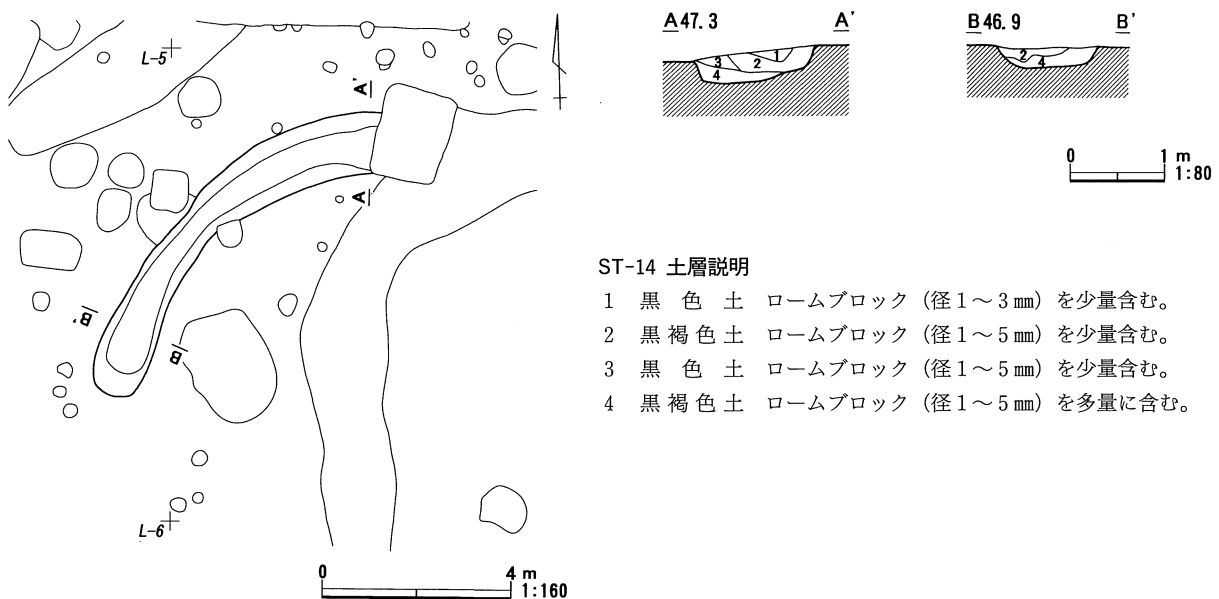 L-5
A'
A
B'
B
L-6
0 4 m
1:160
A 47.3 A'
1
3 2
4
B 46.9 B'
2
4
0 1 m
1:80
ST-14 土層説明
1 黒色土 ロームブロック（径1～3㎜）を少量含む。
2 黒褐色土 ロームブロック（径1～5㎜）を少量含む。
3 黒色土 ロームブロック（径1～5㎜）を少量含む。
4 黒褐色土 ロームブロック（径1～5㎜）を多量に含む。